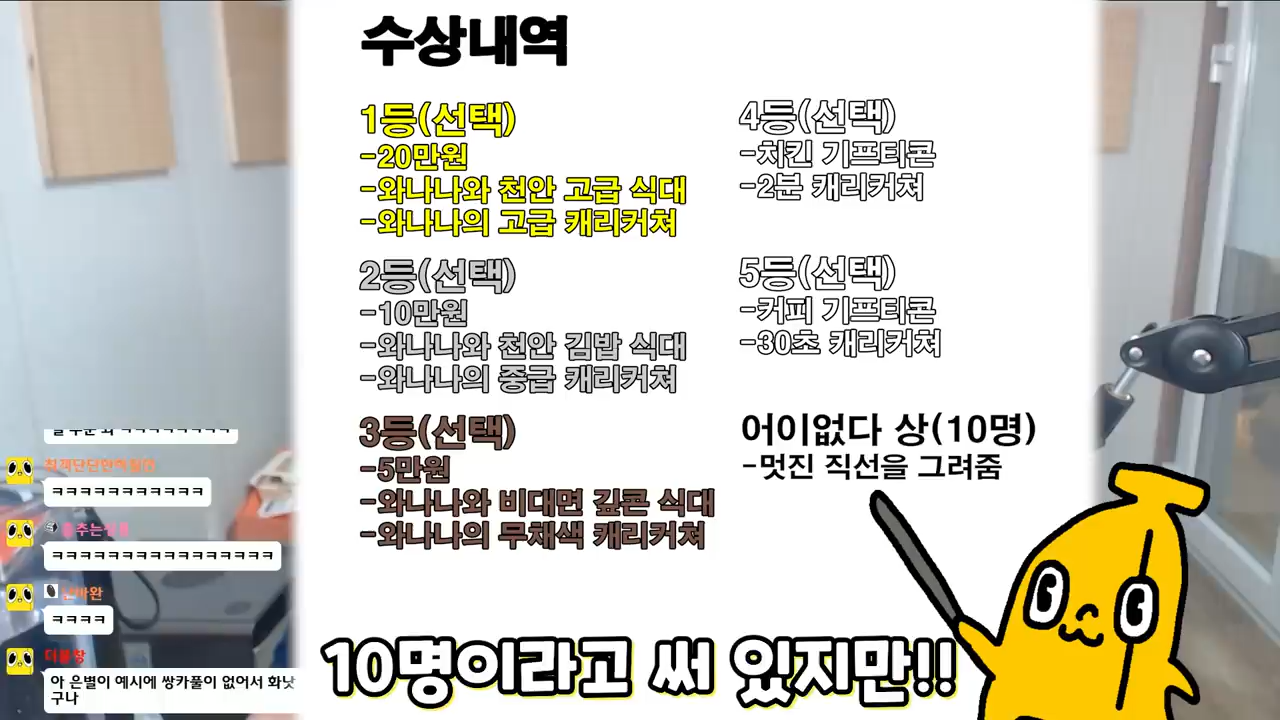 수상내역
1등(선택)
-20만원
-와나나와 천안 고급 식대
-와나나의 고급 캐리커쳐
2등(선택)
-10만원
-와나나와 천안 김밥 식대
-와나나의 중급 캐리커쳐
3등(선택)
-5만원
-와나나와 비대면 깊콘 식대
-와나나의 무채색 캐리커쳐
4등(선택)
-치킨 기프티콘
-2분 캐리커쳐
5등(선택)
-커피 기프티콘
-30초 캐리커쳐
어이없다 상(10명)
-멋진 직선을 그려줌
ㅋㅋㅋㅋㅋㅋㅋㅋㅋㅋㅋ
ㅋㅋㅋㅋㅋㅋㅋㅋㅋㅋㅋㅋㅋㅋㅋㅋ
ㅋㅋㅋㅋ
더블랑
아 은별이 예시에 쌍카풀이 없어서 화낫
구나
10명이라고 써 있지만!!